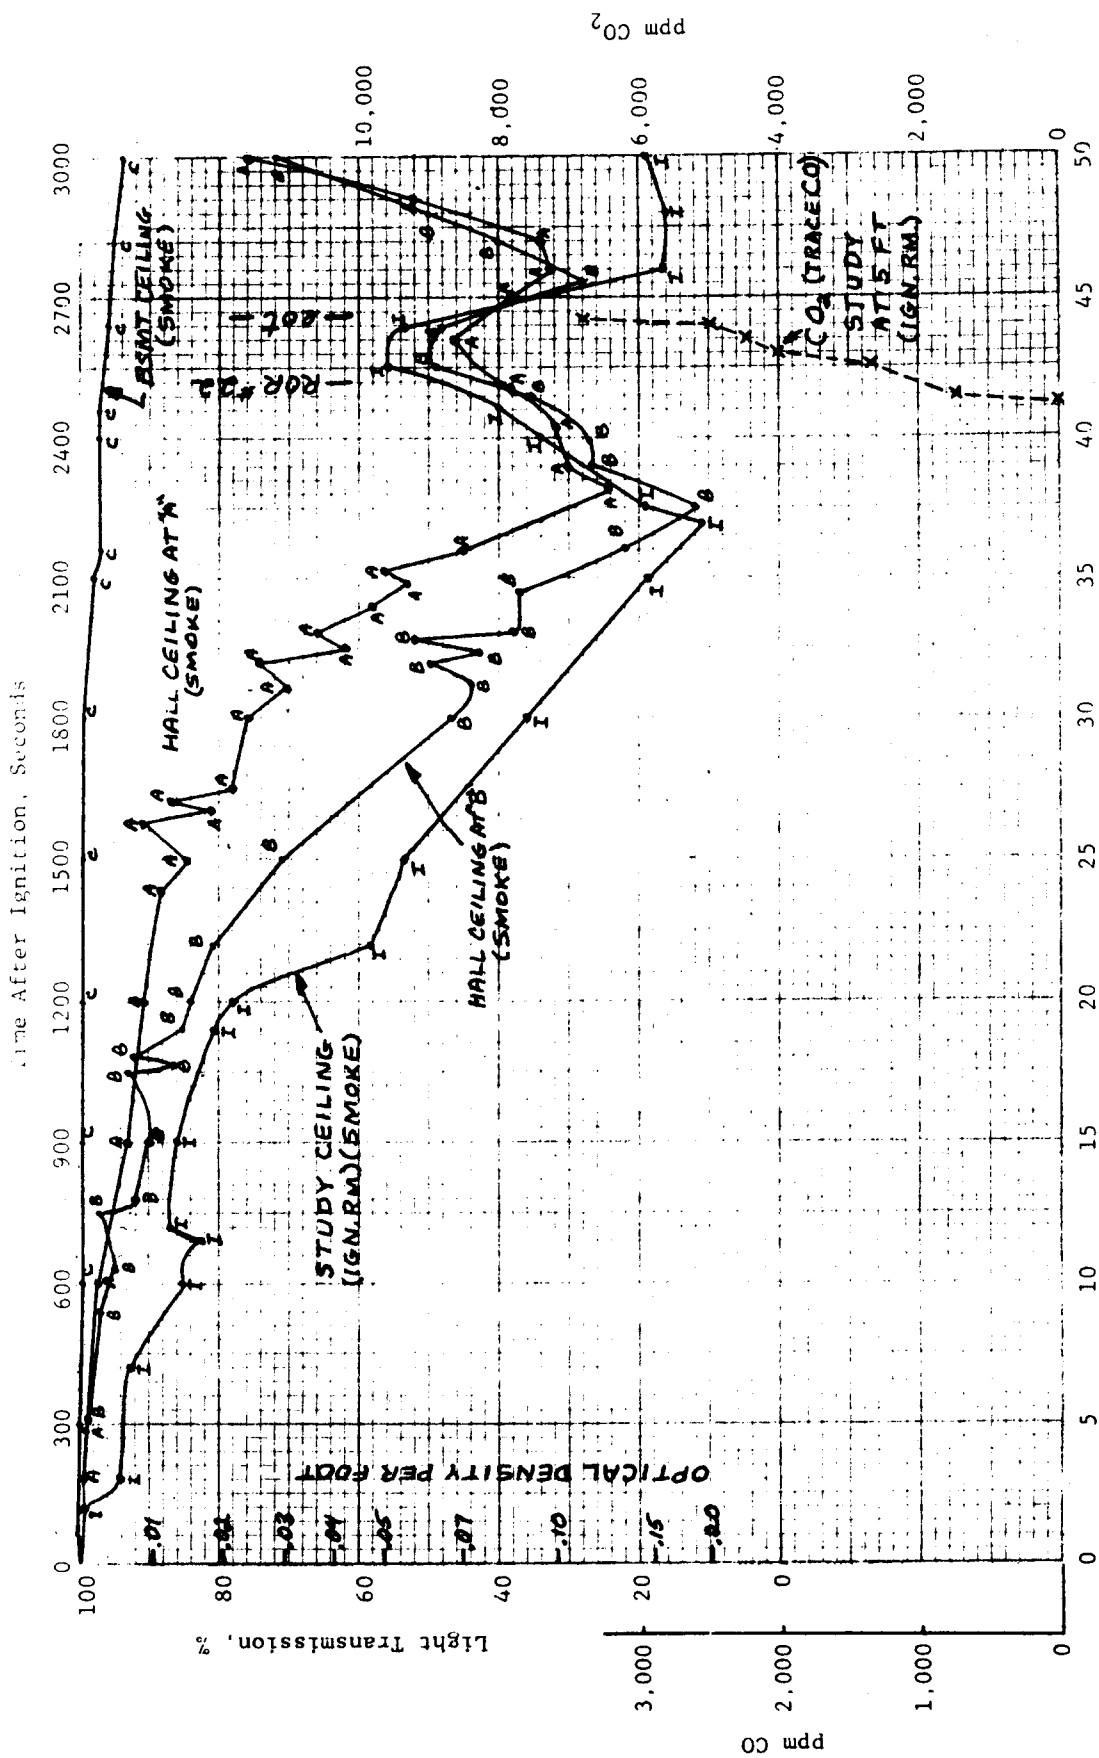 Time After Ignition, Seconds
0 300 600 900 1200 1500 1800 2100 2400 2700 3000
Light Transmission, %
100
80
60
40
20
0
ppm CO
3,000
2,000
1,000
0
ppm CO2
10,000
8,000
6,000
4,000
2,000
0
OPTICAL DENSITY PER FOOT
.01
.02
.03
.04
.05
.07
.10
.15
.20
BSMT CEILING
(SMOKE)
HALL CEILING AT "A"
(SMOKE)
HALL CEILING AT "B"
(SMOKE)
STUDY CEILING
(IGN.RM)(SMOKE)
ROR #22
CO2 (TRACE CO)
STUDY
AT 5 FT
(IGN.RM.)
0 5 10 15 20 25 30 35 40 45 50